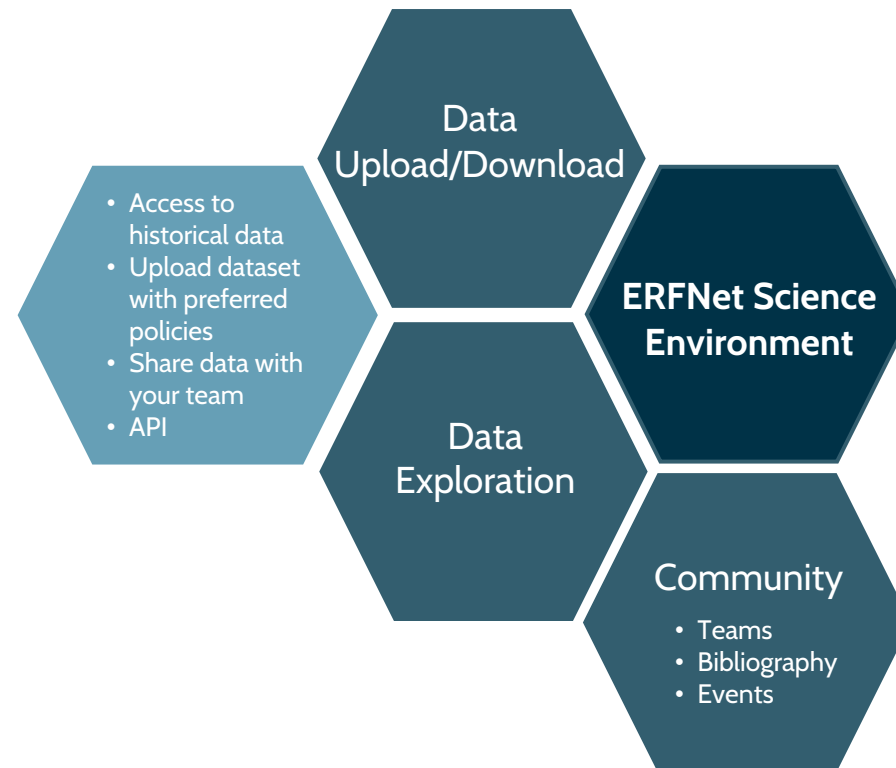 Data
Upload/Download
• Access to
historical data
• Upload dataset
with preferred
policies
• Share data with
your team
• API
ERFNet Science
Environment
Data
Exploration
Community
• Teams
• Bibliography
• Events